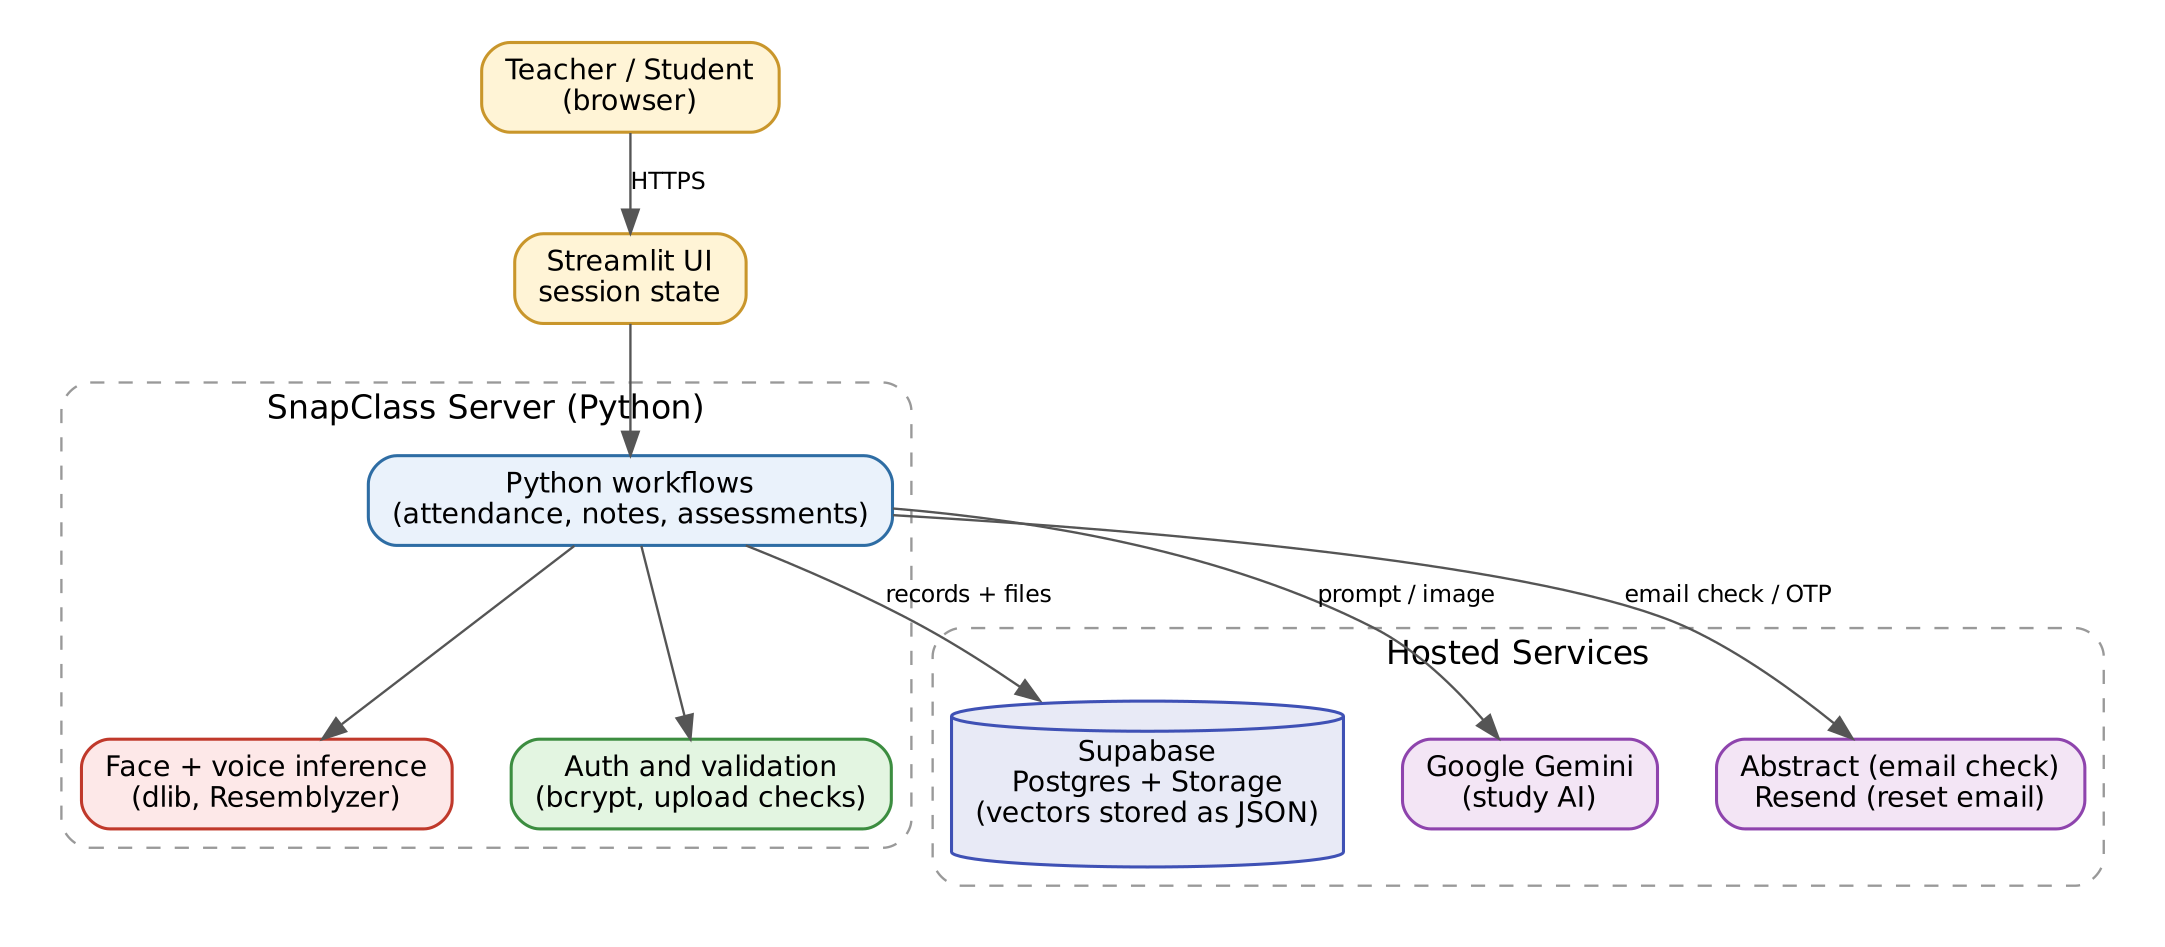 Teacher / Student
(browser)
HTTPS
Streamlit UI
session state
SnapClass Server (Python)
Python workflows
(attendance, notes, assessments)
records + files
prompt / image
email check / OTP
Hosted Services
Face + voice inference
(dlib, Resemblyzer)
Auth and validation
(bcrypt, upload checks)
Supabase
Postgres + Storage
(vectors stored as JSON)
Google Gemini
(study AI)
Abstract (email check)
Resend (reset email)